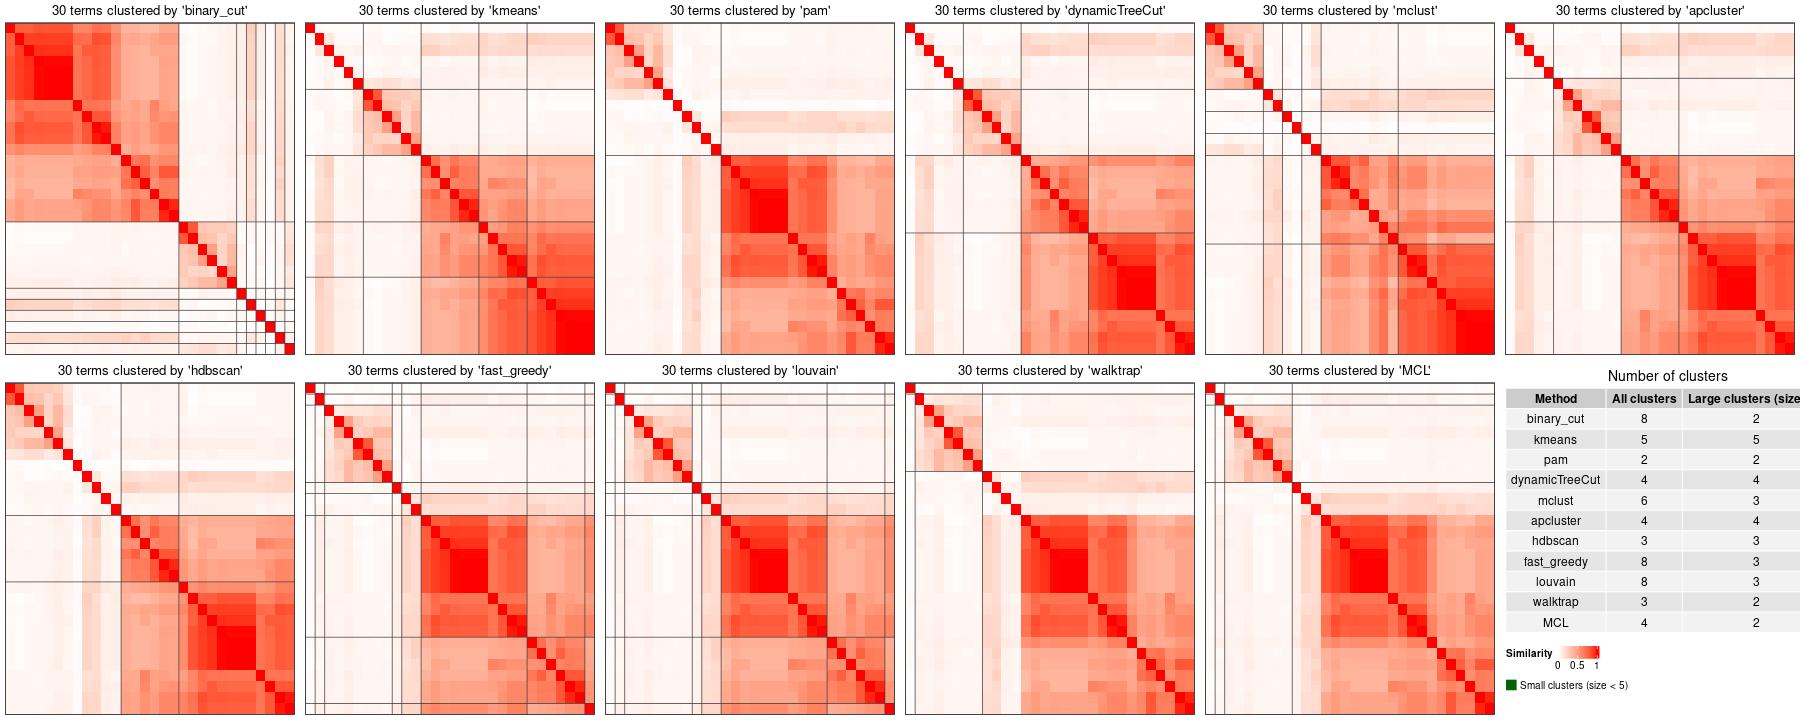 30 terms clustered by 'binary_cut'
30 terms clustered by 'kmeans'
30 terms clustered by 'pam'
30 terms clustered by 'dynamicTreeCut'
30 terms clustered by 'mclust'
30 terms clustered by 'apcluster'
30 terms clustered by 'hdbscan'
30 terms clustered by 'fast_greedy'
30 terms clustered by 'louvain'
30 terms clustered by 'walktrap'
30 terms clustered by 'MCL'
Number of clusters
Method All clusters Large clusters (size
binary_cut 8 2
kmeans 5 5
pam 2 2
dynamicTreeCut 4 4
mclust 6 3
apcluster 4 4
hdbscan 3 3
fast_greedy 8 3
louvain 8 3
walktrap 3 2
MCL 4 2
Similarity
0 0.5 1
Small clusters (size < 5)